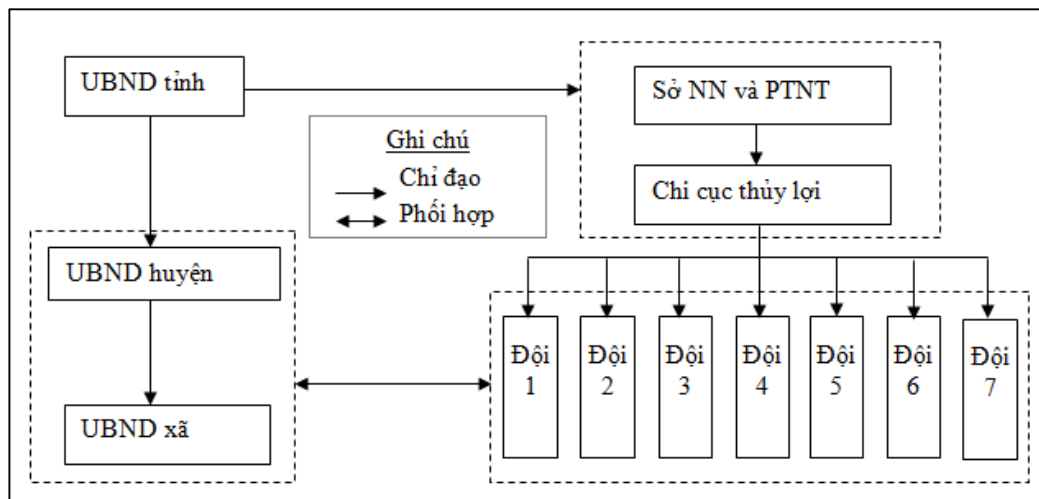 UBND tỉnh
Sở NN và PTNT
Ghi chú
Chỉ đạo
Phối hợp
Chi cục thủy lợi
UBND huyện
UBND xã
Đội
1
Đội
2
Đội
3
Đội
4
Đội
5
Đội
6
Đội
7